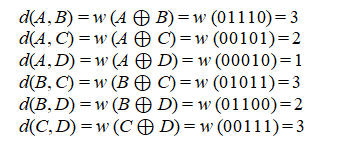 d(A, B) = w (A ⊕ B) = w (01110)=3
d(A, C) = w (A ⊕ C) = w (00101)=2
d(A, D) = w (A ⊕ D) = w (00010)=1
d(B, C) = w (B ⊕ C) = w (01011)=3
d(B, D) = w (B ⊕ D) = w (01100)=2
d(C, D) = w (C ⊕ D) = w (00111)=3